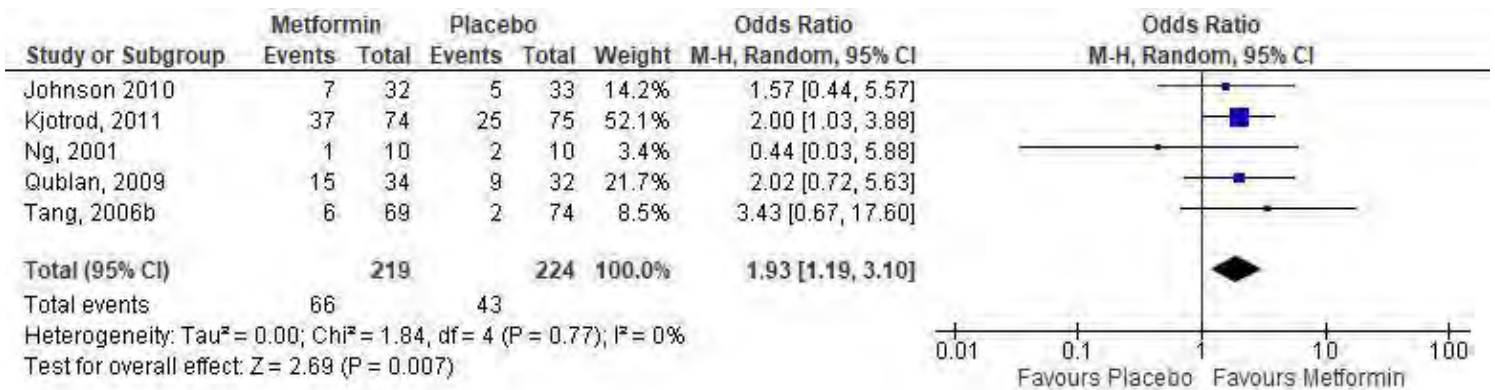 Metformin Placebo Odds Ratio Odds Ratio
Study or Subgroup Events Total Events Total Weight M-H, Random, 95% CI M-H, Random, 95% CI
Johnson 2010 7 32 5 33 14.2% 1.57 [0.44, 5.57]
Kjotrod, 2011 37 74 25 75 52.1% 2.00 [1.03, 3.88]
Ng, 2001 1 10 2 10 3.4% 0.44 [0.03, 5.88]
Qublan, 2009 15 34 9 32 21.7% 2.02 [0.72, 5.63]
Tang, 2006b 6 69 2 74 8.5% 3.43 [0.67, 17.60]
Total (95% CI) 219 224 100.0% 1.93 [1.19, 3.10]
Total events 66 43
Heterogeneity: Tau² = 0.00; Chi² = 1.84, df = 4 (P = 0.77); I² = 0%
Test for overall effect: Z = 2.69 (P = 0.007)
0.01 0.1 1 10 100
Favours Placebo Favours Metformin